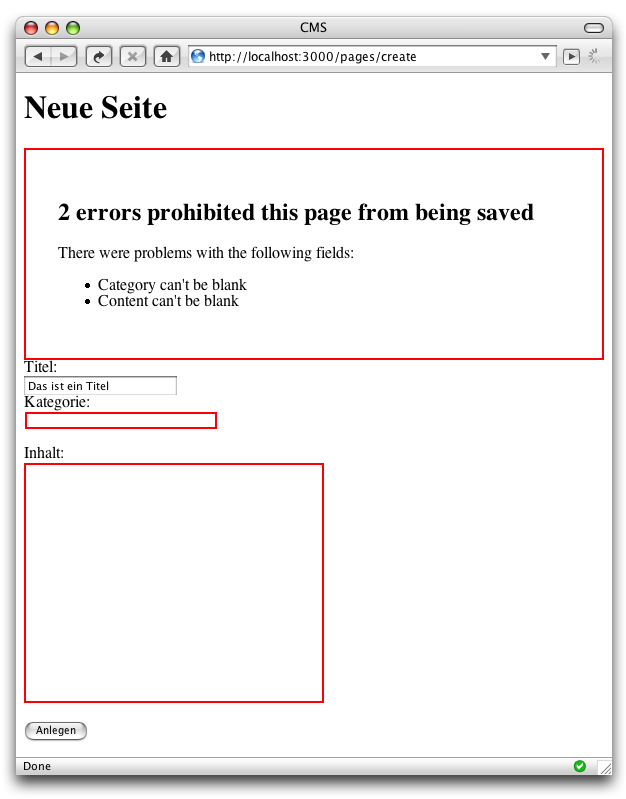 CMS
http://localhost:3000/pages/create
Neue Seite
2 errors prohibited this page from being saved
There were problems with the following fields:
Category can't be blank
Content can't be blank
Titel:
Das ist ein Titel
Kategorie:
Inhalt:
Anlegen
Done